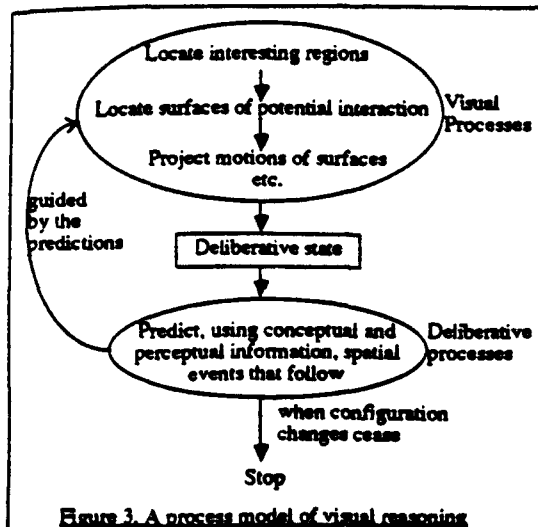 Locate interesting regions
Locate surfaces of potential interaction
Visual
Processes
Project motions of surfaces
etc.
guided
by the
predictions
Deliberative state
Predict, using conceptual and
perceptual information, spatial
events that follow
Deliberative
processes
when configuration
changes cease
Stop
Figure 3. A process model of visual reasoning